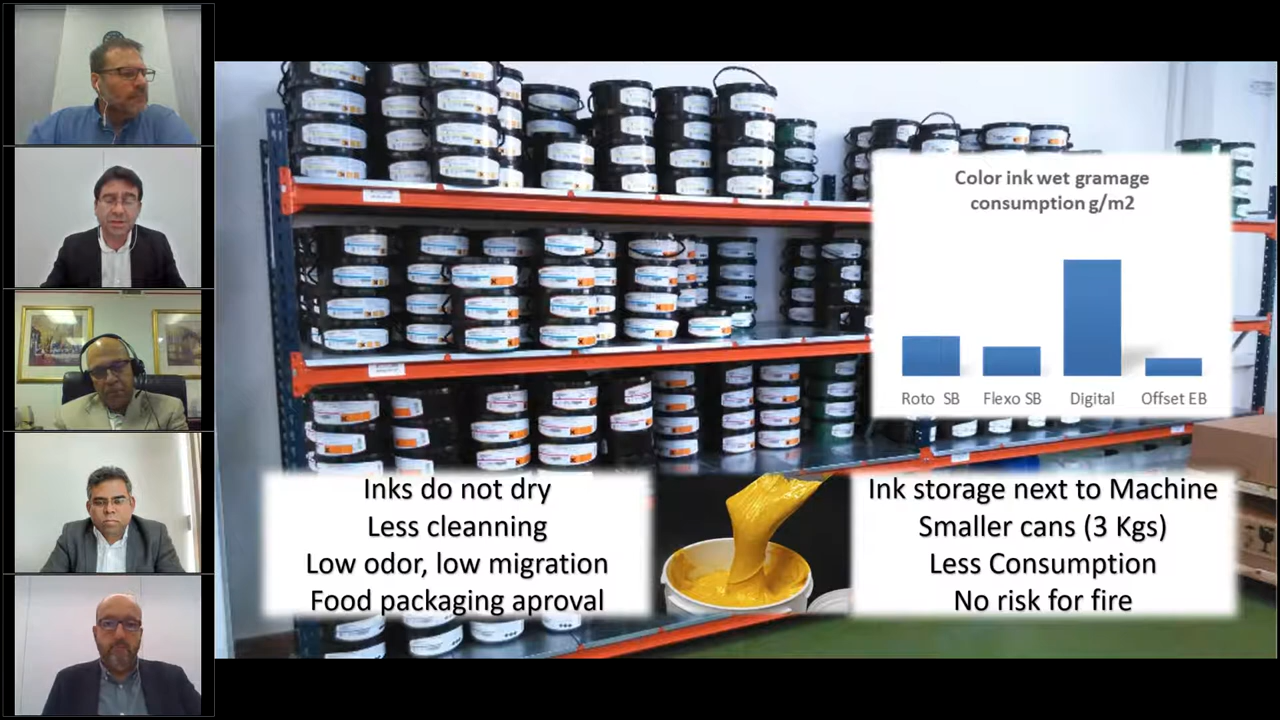 Color ink wet gramage
consumption g/m2
Roto SB
Flexo SB
Digital
Offset EB
Inks do not dry
Less cleanning
Low odor, low migration
Food packaging aproval
Ink storage next to Machine
Smaller cans (3 Kgs)
Less Consumption
No risk for fire